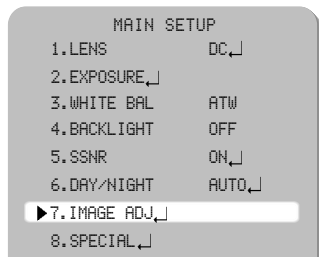 MAIN SETUP
1.LENS DC↵
2.EXPOSURE↵
3.WHITE BAL ATW
4.BACKLIGHT OFF
5.SSNR ON↵
6.DAY/NIGHT AUTO↵
▶7.IMAGE ADJ↵
8.SPECIAL↵